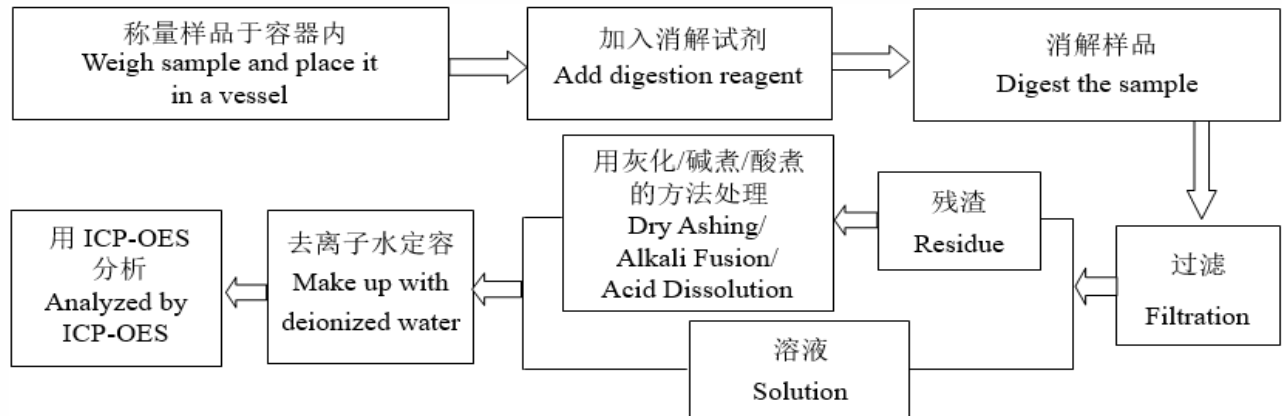 称量样品于容器内
Weigh sample and place it
in a vessel
加入消解试剂
Add digestion reagent
消解样品
Digest the sample
过滤
Filtration
残渣
Residue
用灰化/碱煮/酸煮
的方法处理
Dry Ashing/
Alkali Fusion/
Acid Dissolution
溶液
Solution
去离子水定容
Make up with
deionized water
用 ICP-OES
分析
Analyzed by
ICP-OES